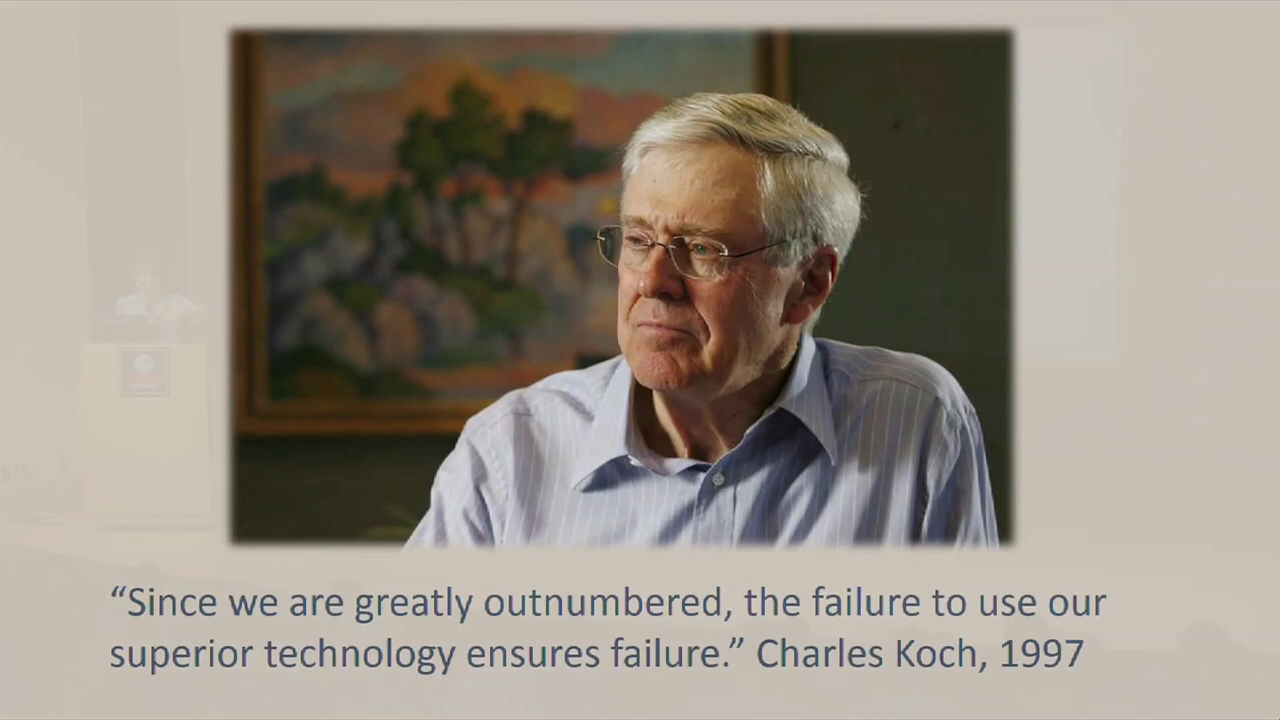 “Since we are greatly outnumbered, the failure to use our
superior technology ensures failure.” Charles Koch, 1997